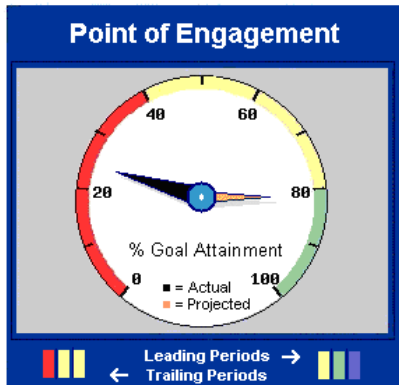 Point of Engagement
40 60
20 80
% Goal Attainment
0 100
= Actual
= Projected
Leading Periods →
← Trailing Periods